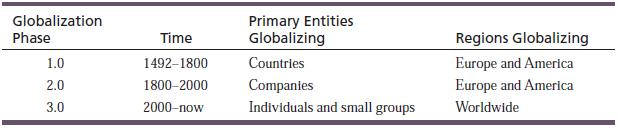 Globalization Phase Time Primary Entities Globalizing Regions Globalizing
1.0 1492–1800 Countries Europe and America
2.0 1800–2000 Companies Europe and America
3.0 2000–now Individuals and small groups Worldwide